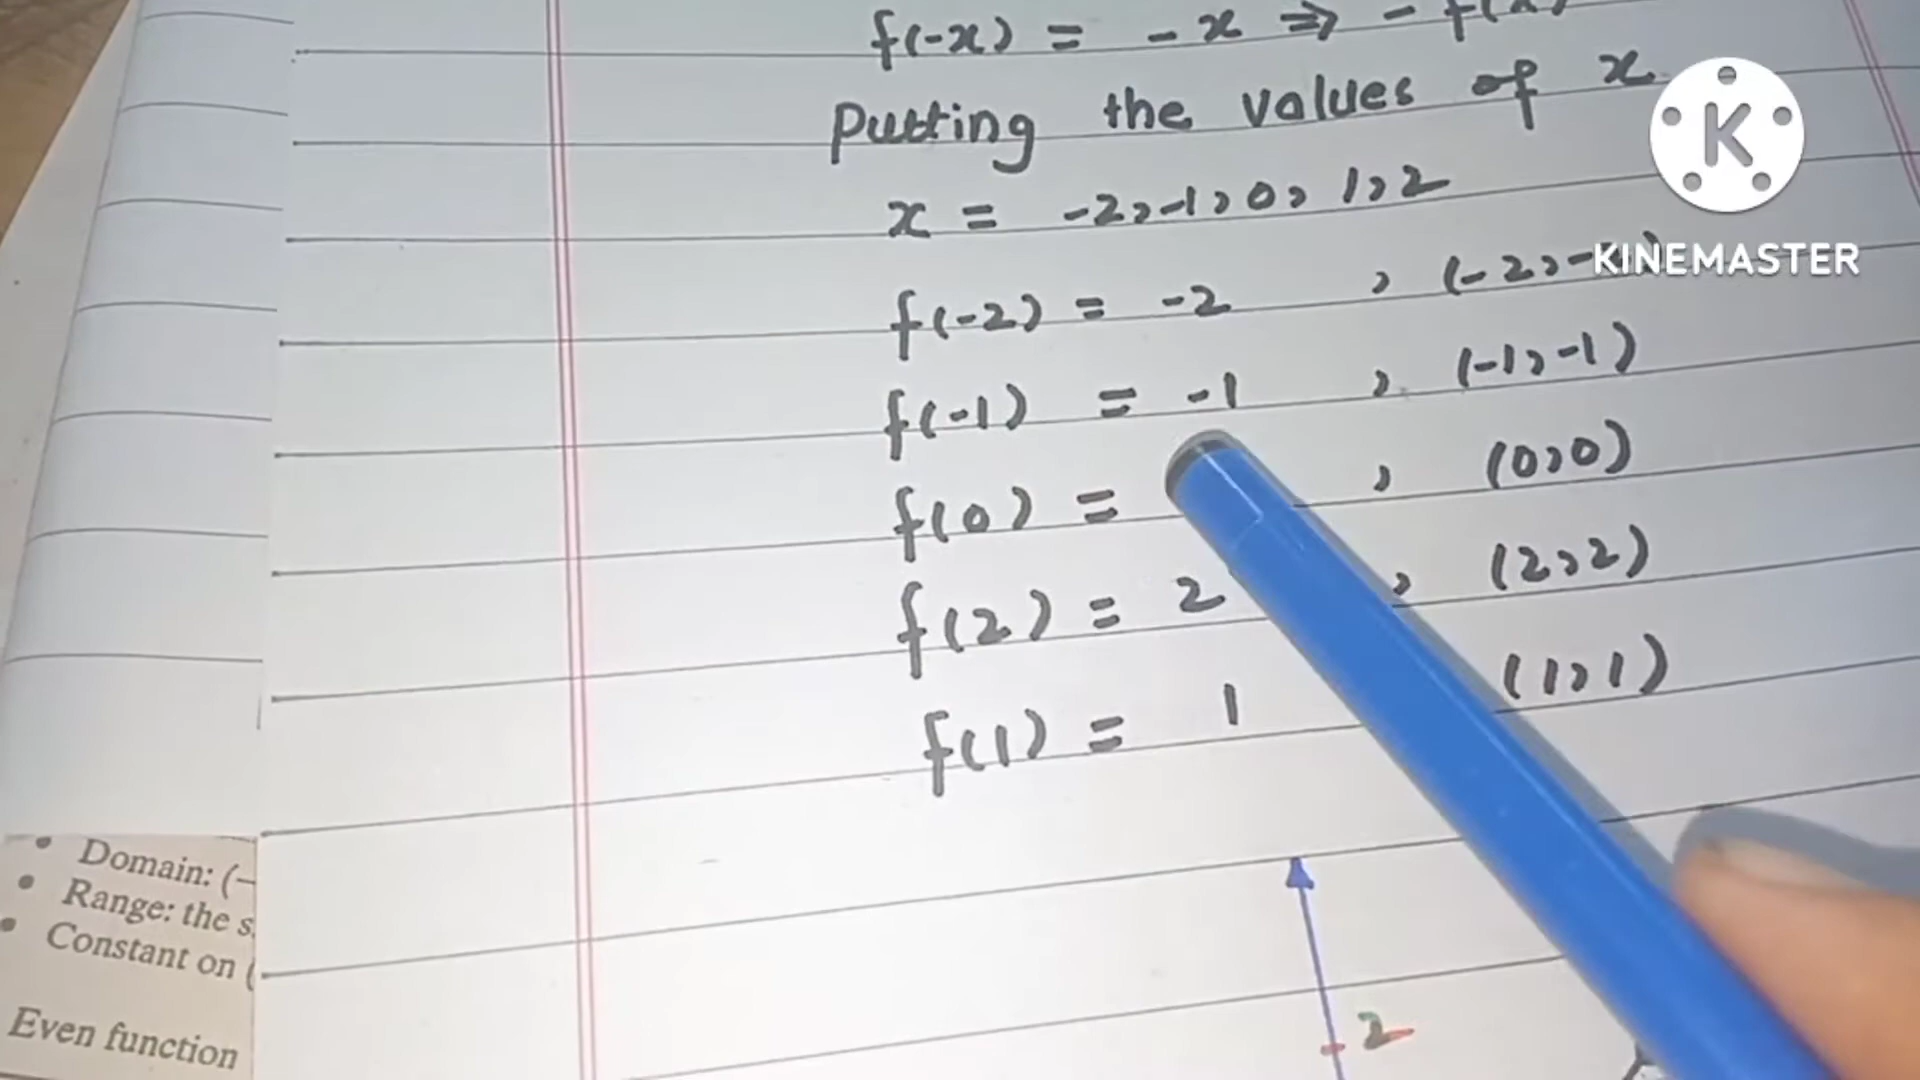 f(-x) = -x ⇒ - f(x)
Putting the values of x
x = -2, -1, 0, 1, 2
K
KINEMASTER
f(-2) = -2 , (-2, -
f(-1) = -1 , (-1, -1)
f(0) = , (0, 0)
f(2) = 2 , (2, 2)
f(1) = 1 (1, 1)
• Domain: (-
• Range: the s
• Constant on (
Even function
2